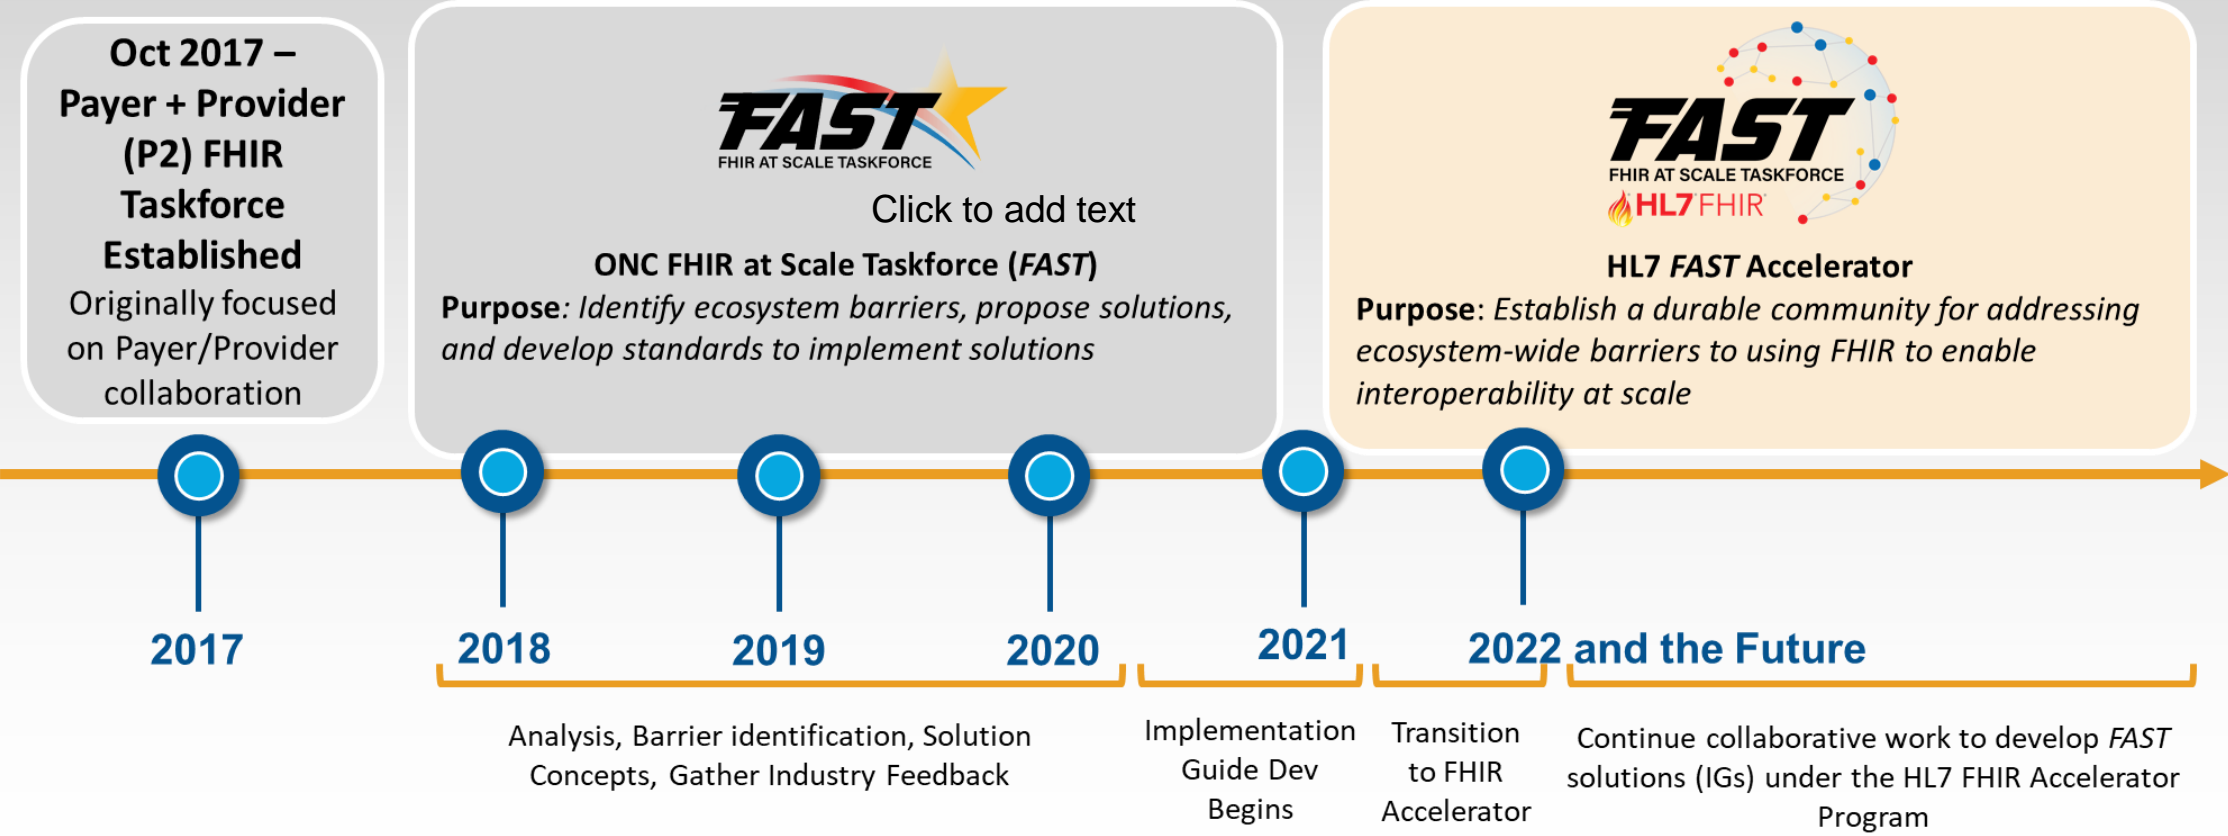 Oct 2017 –
Payer + Provider
(P2) FHIR
Taskforce
Established
Originally focused
on Payer/Provider
collaboration
FAST
FHIR AT SCALE TASKFORCE
Click to add text
ONC FHIR at Scale Taskforce (FAST)
Purpose: Identify ecosystem barriers, propose solutions,
and develop standards to implement solutions
FAST
FHIR AT SCALE TASKFORCE
HL7 FHIR
HL7 FAST Accelerator
Purpose: Establish a durable community for addressing
ecosystem-wide barriers to using FHIR to enable
interoperability at scale
2017
2018
2019
2020
2021
2022 and the Future
Analysis, Barrier identification, Solution
Concepts, Gather Industry Feedback
Implementation
Guide Dev
Begins
Transition
to FHIR
Accelerator
Continue collaborative work to develop FAST
solutions (IGs) under the HL7 FHIR Accelerator
Program